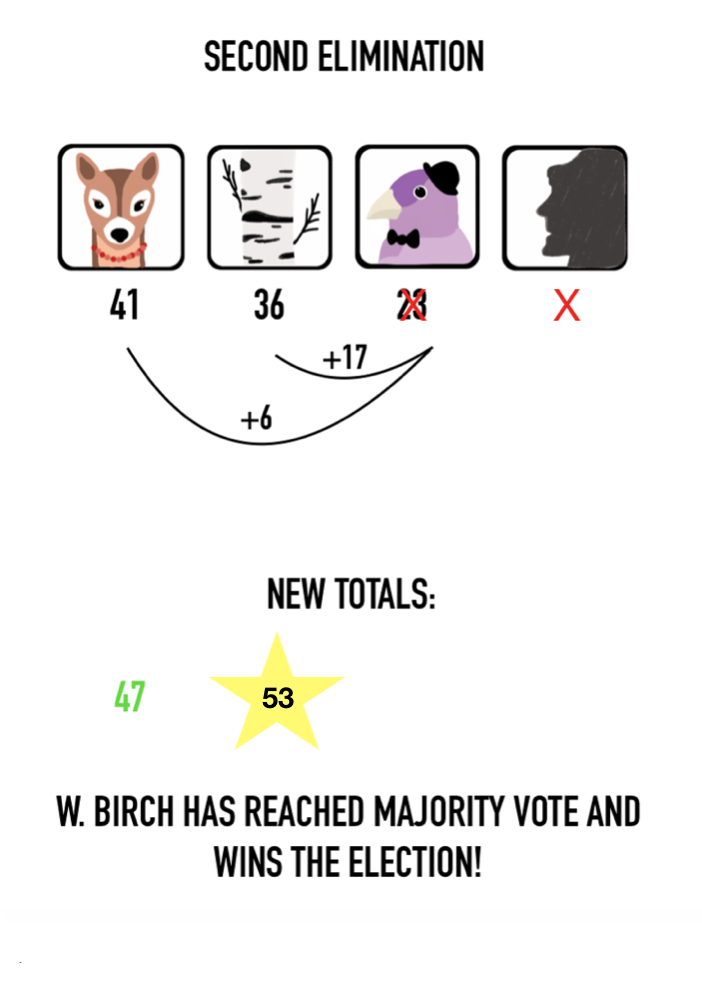 SECOND ELIMINATION
41 36 23 X
+17
+6
NEW TOTALS:
47 53
W. BIRCH HAS REACHED MAJORITY VOTE AND
WINS THE ELECTION!